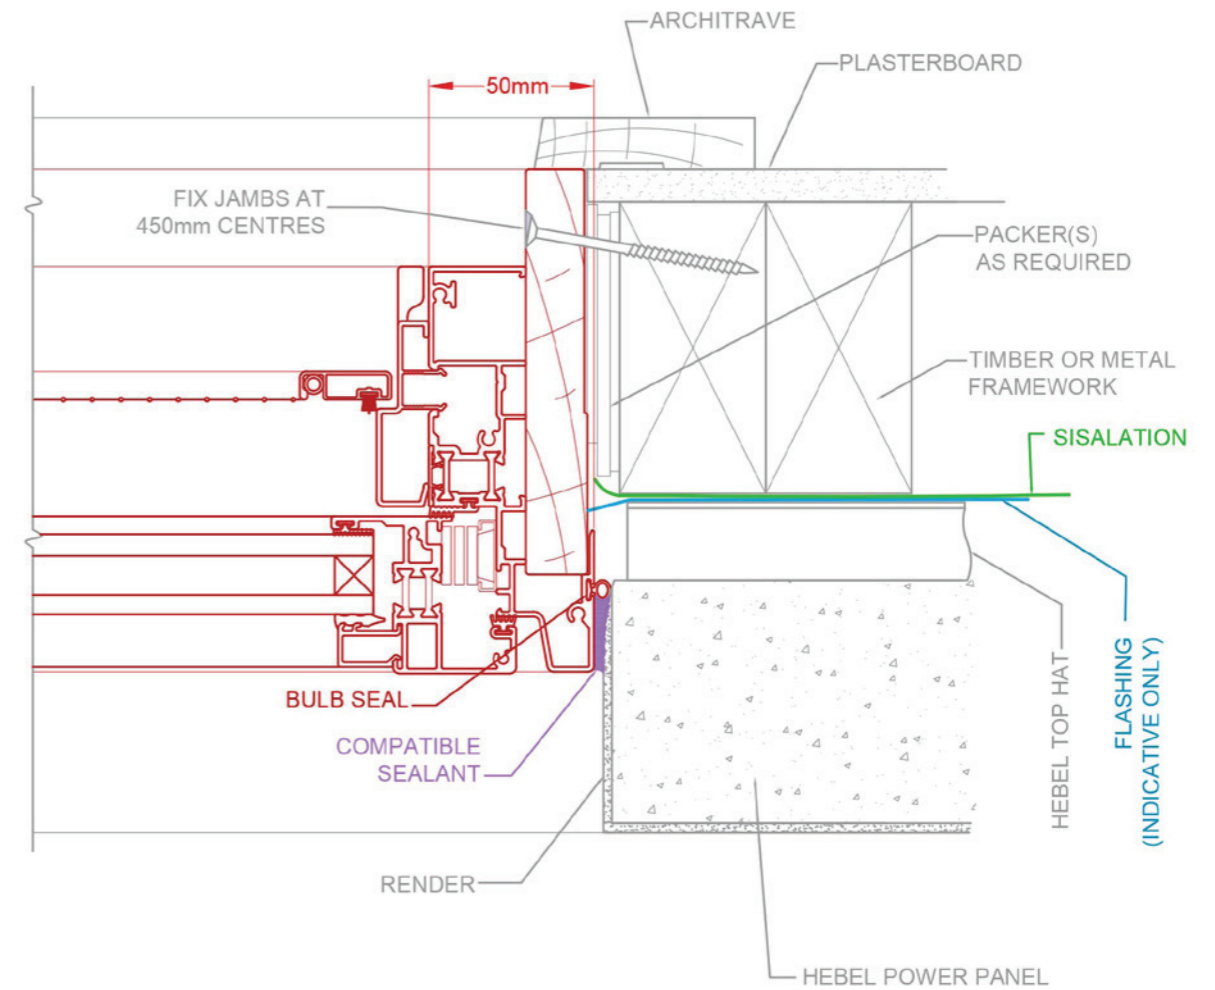 ARCHITRAVE
PLASTERBOARD
50mm
FIX JAMBS AT
450mm CENTRES
PACKER(S)
AS REQUIRED
TIMBER OR METAL
FRAMEWORK
SISALATION
BULB SEAL
COMPATIBLE
SEALANT
HEBEL TOP HAT
FLASHING
(INDICATIVE ONLY)
RENDER
HEBEL POWER PANEL